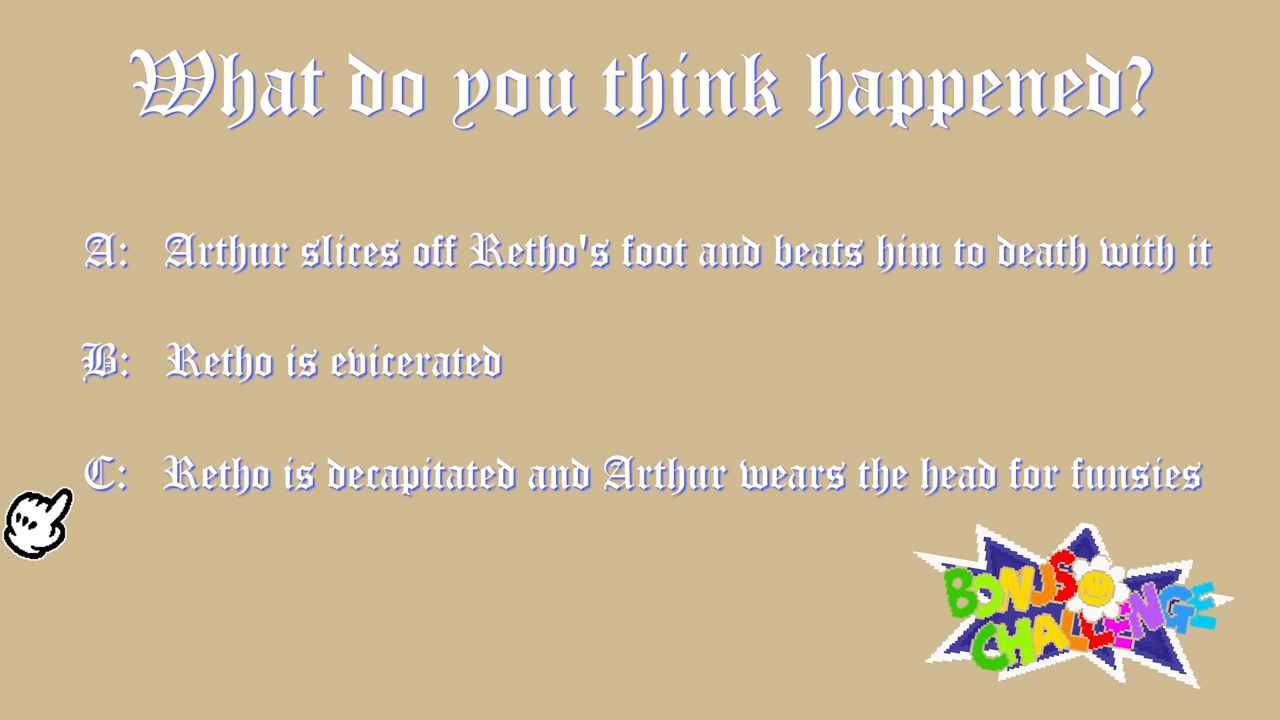 What do you think happened?
A: Arthur slices off Retho's foot and beats him to death with it
B: Retho is evicerated
C: Retho is decapitated and Arthur wears the head for funsies
BONUS
CHALLENGE